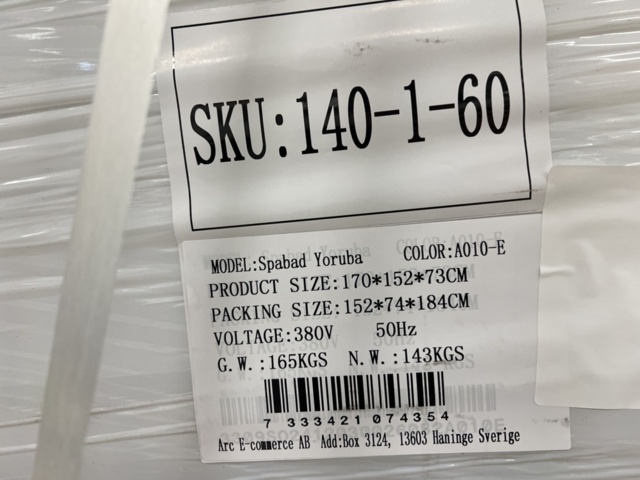 SKU:140-1-60
MODEL:Spabad Yoruba COLOR:A010-E
PRODUCT SIZE:170*152*73CM
PACKING SIZE:152*74*184CM
VOLTAGE:380V 50Hz
G.W.:165KGS N.W.:143KGS
7 333421 074354
Arc E-commerce AB Add:Box 3124, 13603 Haninge Sverige